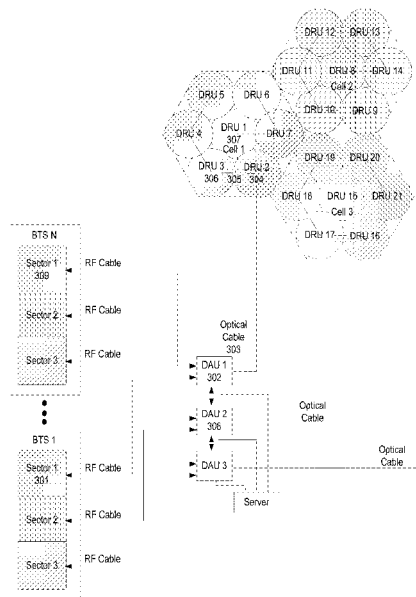 DRU 12 DRU 13
DRU 11 DRU 8 DRU 14
Cell 2
DRU 10 DRU 9
DRU 5 DRU 6
DRU 4 DRU 1 DRU 7
307
Cell 1
DRU 3 DRU 2
306 305 304
DRU 19 DRU 20
DRU 18 DRU 15 DRU 21
Cell 3
DRU 17 DRU 16
BTS N
Sector 1
309
RF Cable
Sector 2
RF Cable
Sector 3
RF Cable
Optical
Cable
303
DAU 1
302
DAU 2
308
DAU 3
Optical
Cable
Optical
Cable
Server
BTS 1
Sector 1
301
RF Cable
Sector 2
RF Cable
Sector 3
RF Cable